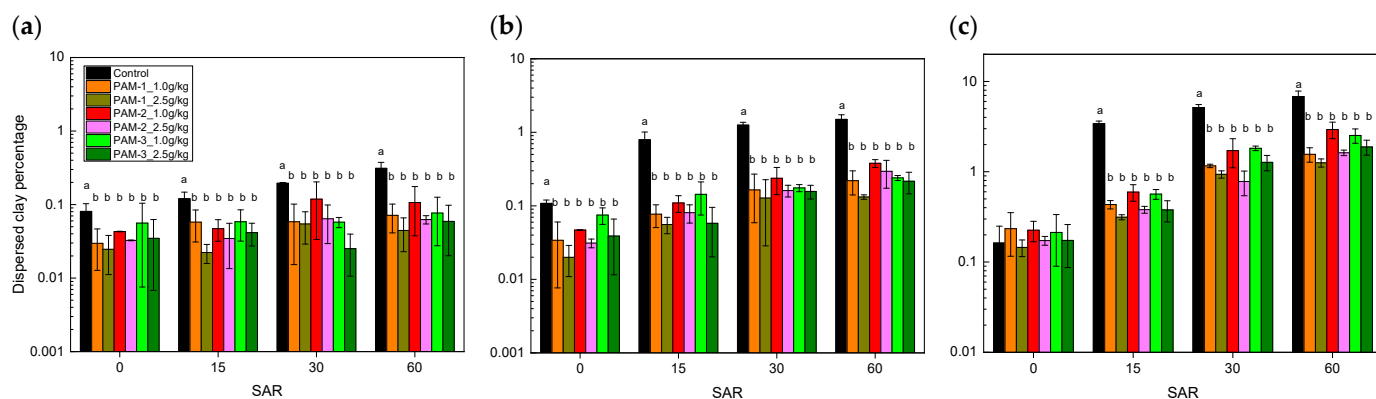 (a)
10
1
0.1
0.01
0.001
Dispersed clay percentage
Control
PAM-1_1.0g/kg
PAM-1_2.5g/kg
PAM-2_1.0g/kg
PAM-2_2.5g/kg
PAM-3_1.0g/kg
PAM-3_2.5g/kg
a
b b b b b b
a
b b b b b b
a
b b b b b b
a
b b b b b b
0 15 30 60
SAR
(b)
10
1
0.1
0.01
0.001
a
b b b b b b
a
b b b b b b
a
b b b b b b
a
b b b b b b
0 15 30 60
SAR
(c)
10
1
0.1
0.01
a
b b b b b b
a
b b b b b b
a
b b b b b b
0 15 30 60
SAR